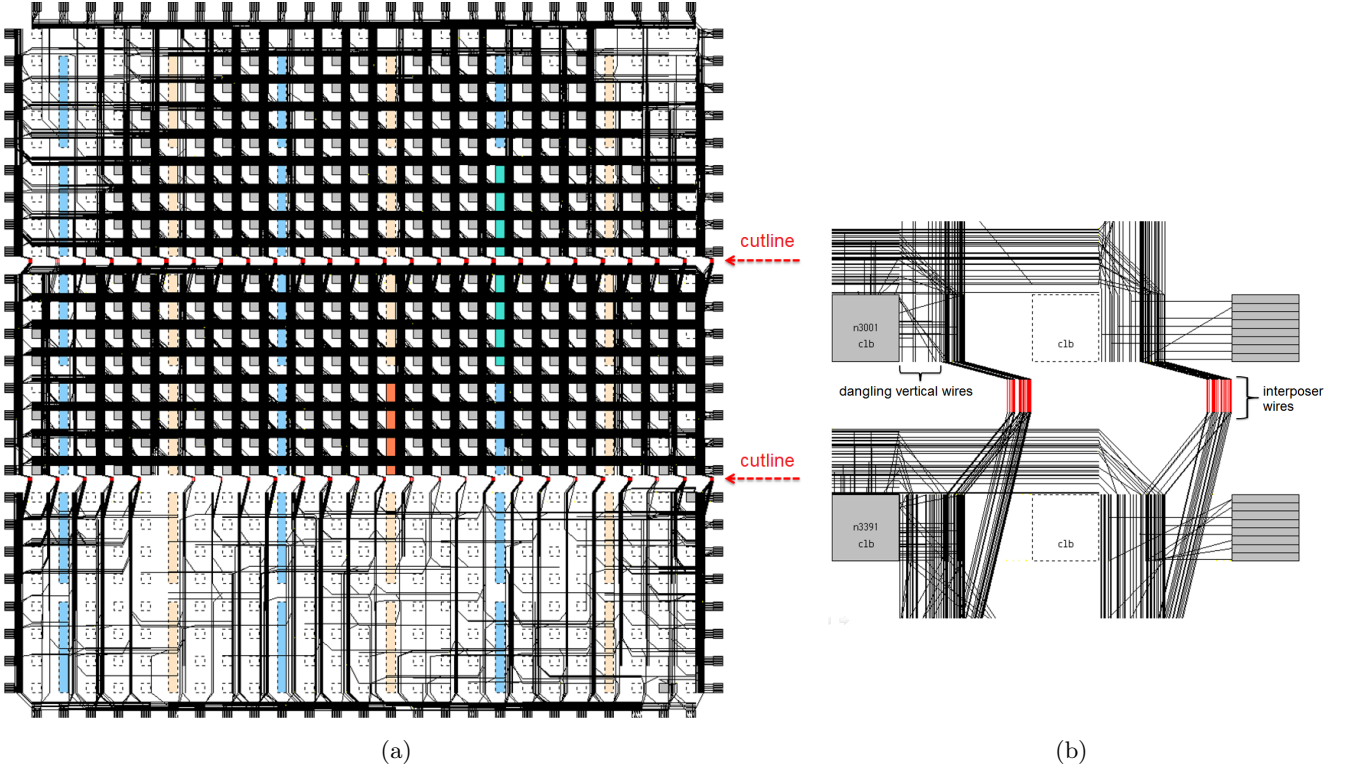 cutline
cutline
(a)
n3001
clb
clb
dangling vertical wires
interposer
wires
n3391
clb
clb
(b)